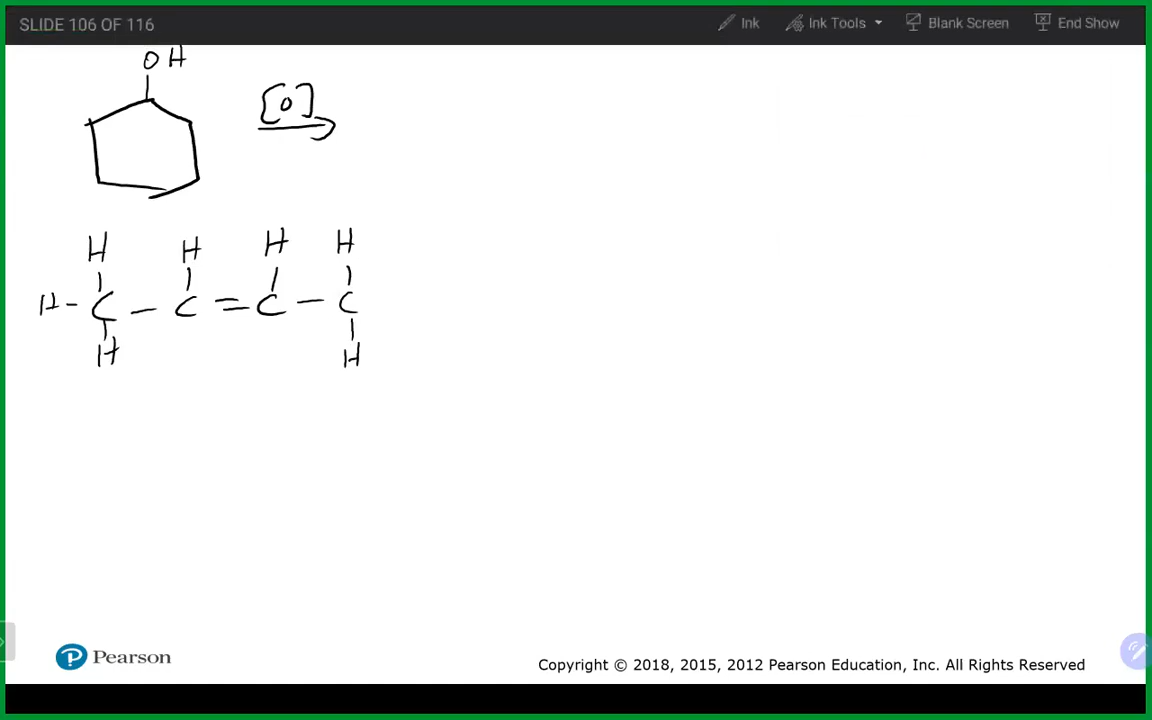 SLIDE 106 OF 116
Ink Ink Tools Blank Screen End Show
OH
[O]
H H H H
H - C - C = C - C
H H
Pearson
Copyright © 2018, 2015, 2012 Pearson Education, Inc. All Rights Reserved